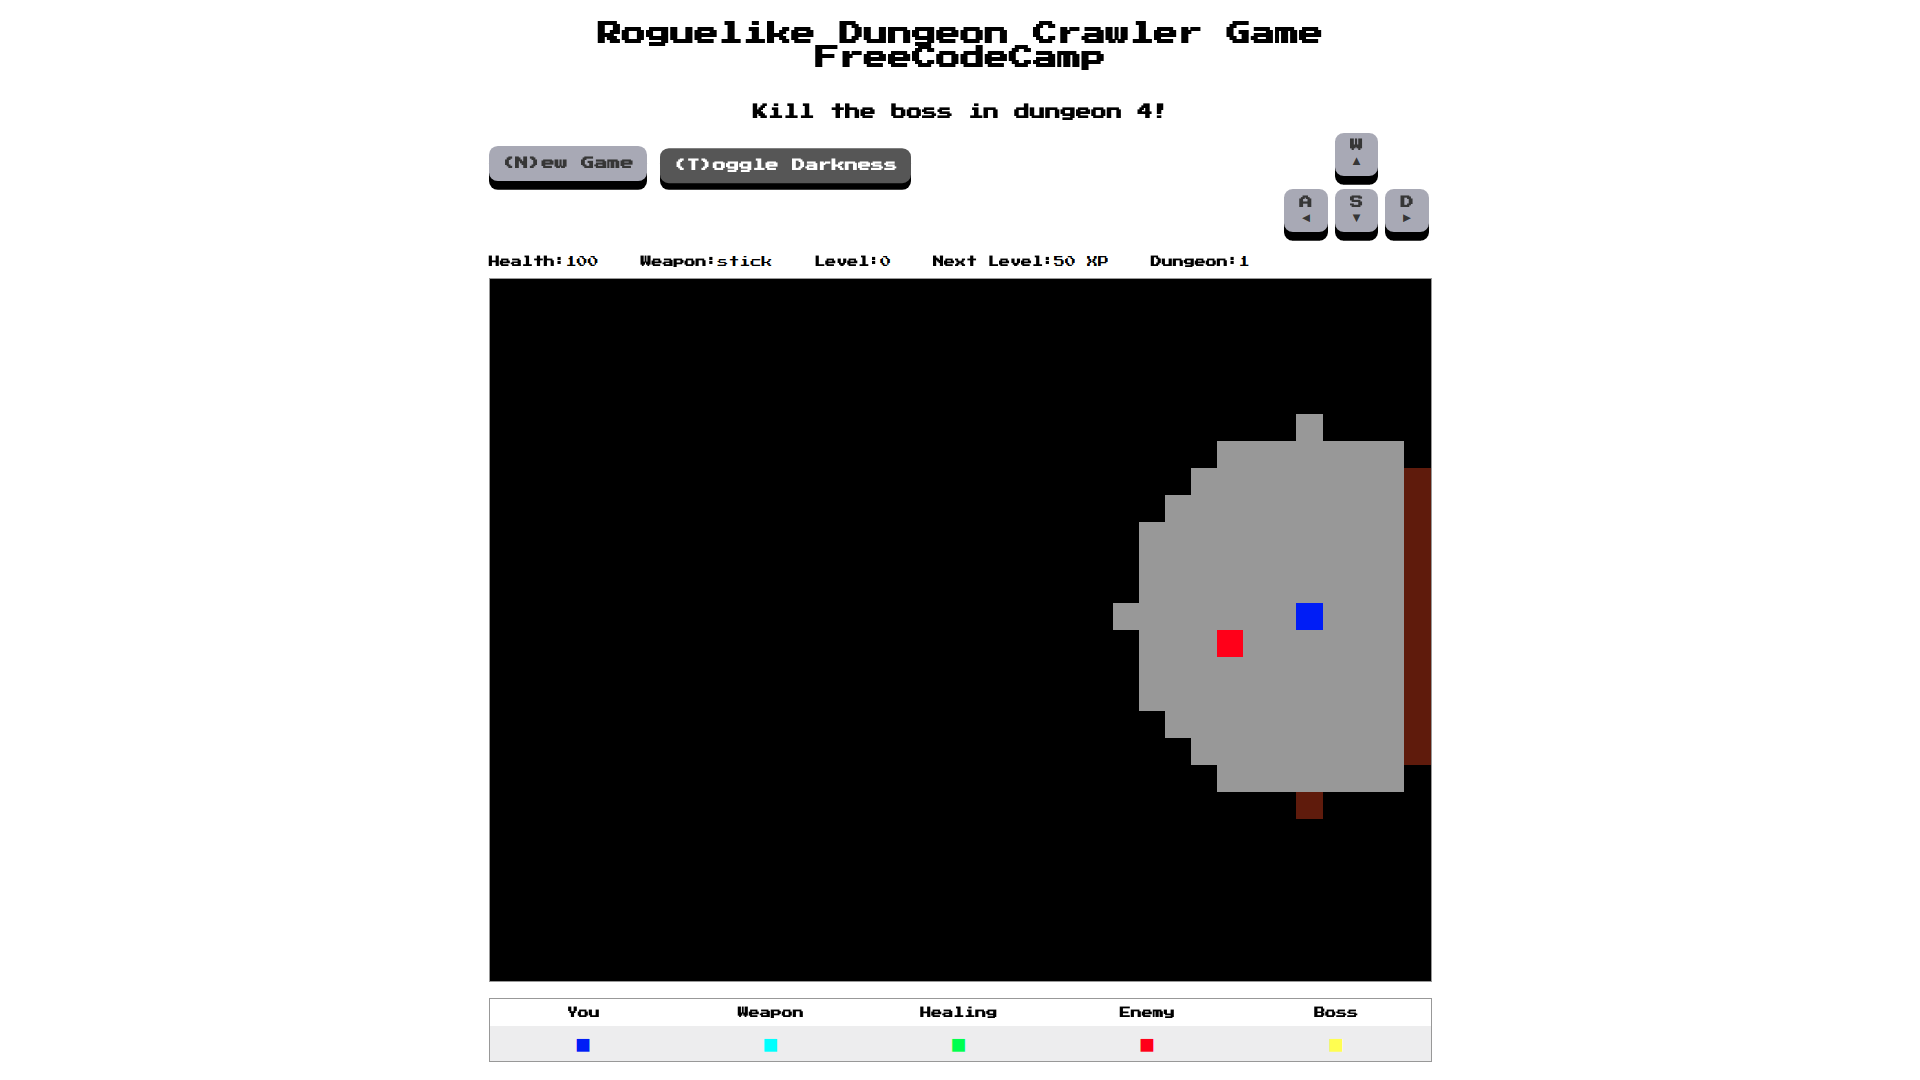 Roguelike Dungeon Crawler Game
FreeCodeCamp
Kill the boss in dungeon 4!
(N)ew Game (T)oggle Darkness
W
▲
A S D
◄ ▼ ►
Health:100 Weapon:stick Level:0 Next Level:50 XP Dungeon:1
You Weapon Healing Enemy Boss